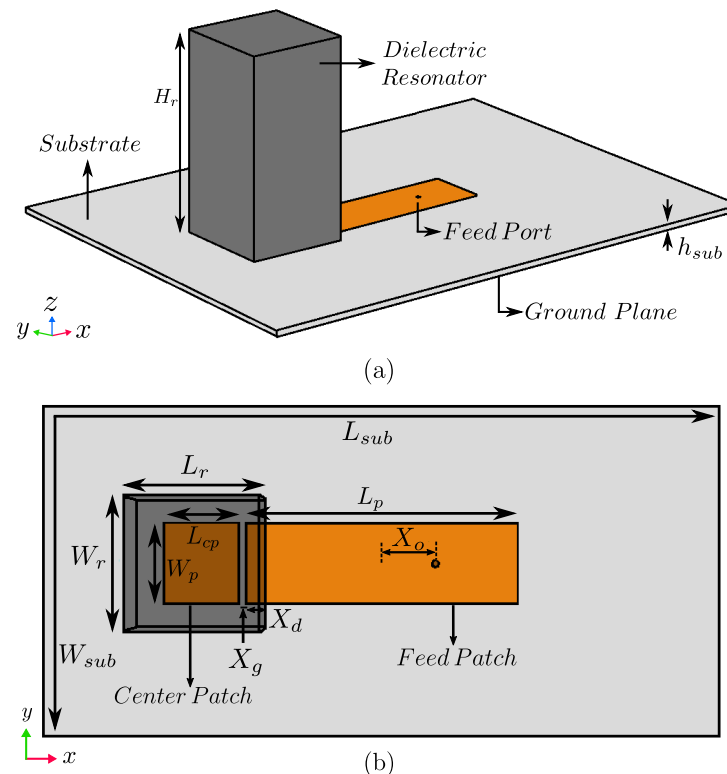 Dielectric
Resonator
H_r
Substrate
Feed Port
h_sub
Ground Plane
z
y
x
(a)
L_sub
L_r
L_p
L_cp
X_o
W_r
W_p
X_d
W_sub
X_g
Feed Patch
Center Patch
y
x
(b)